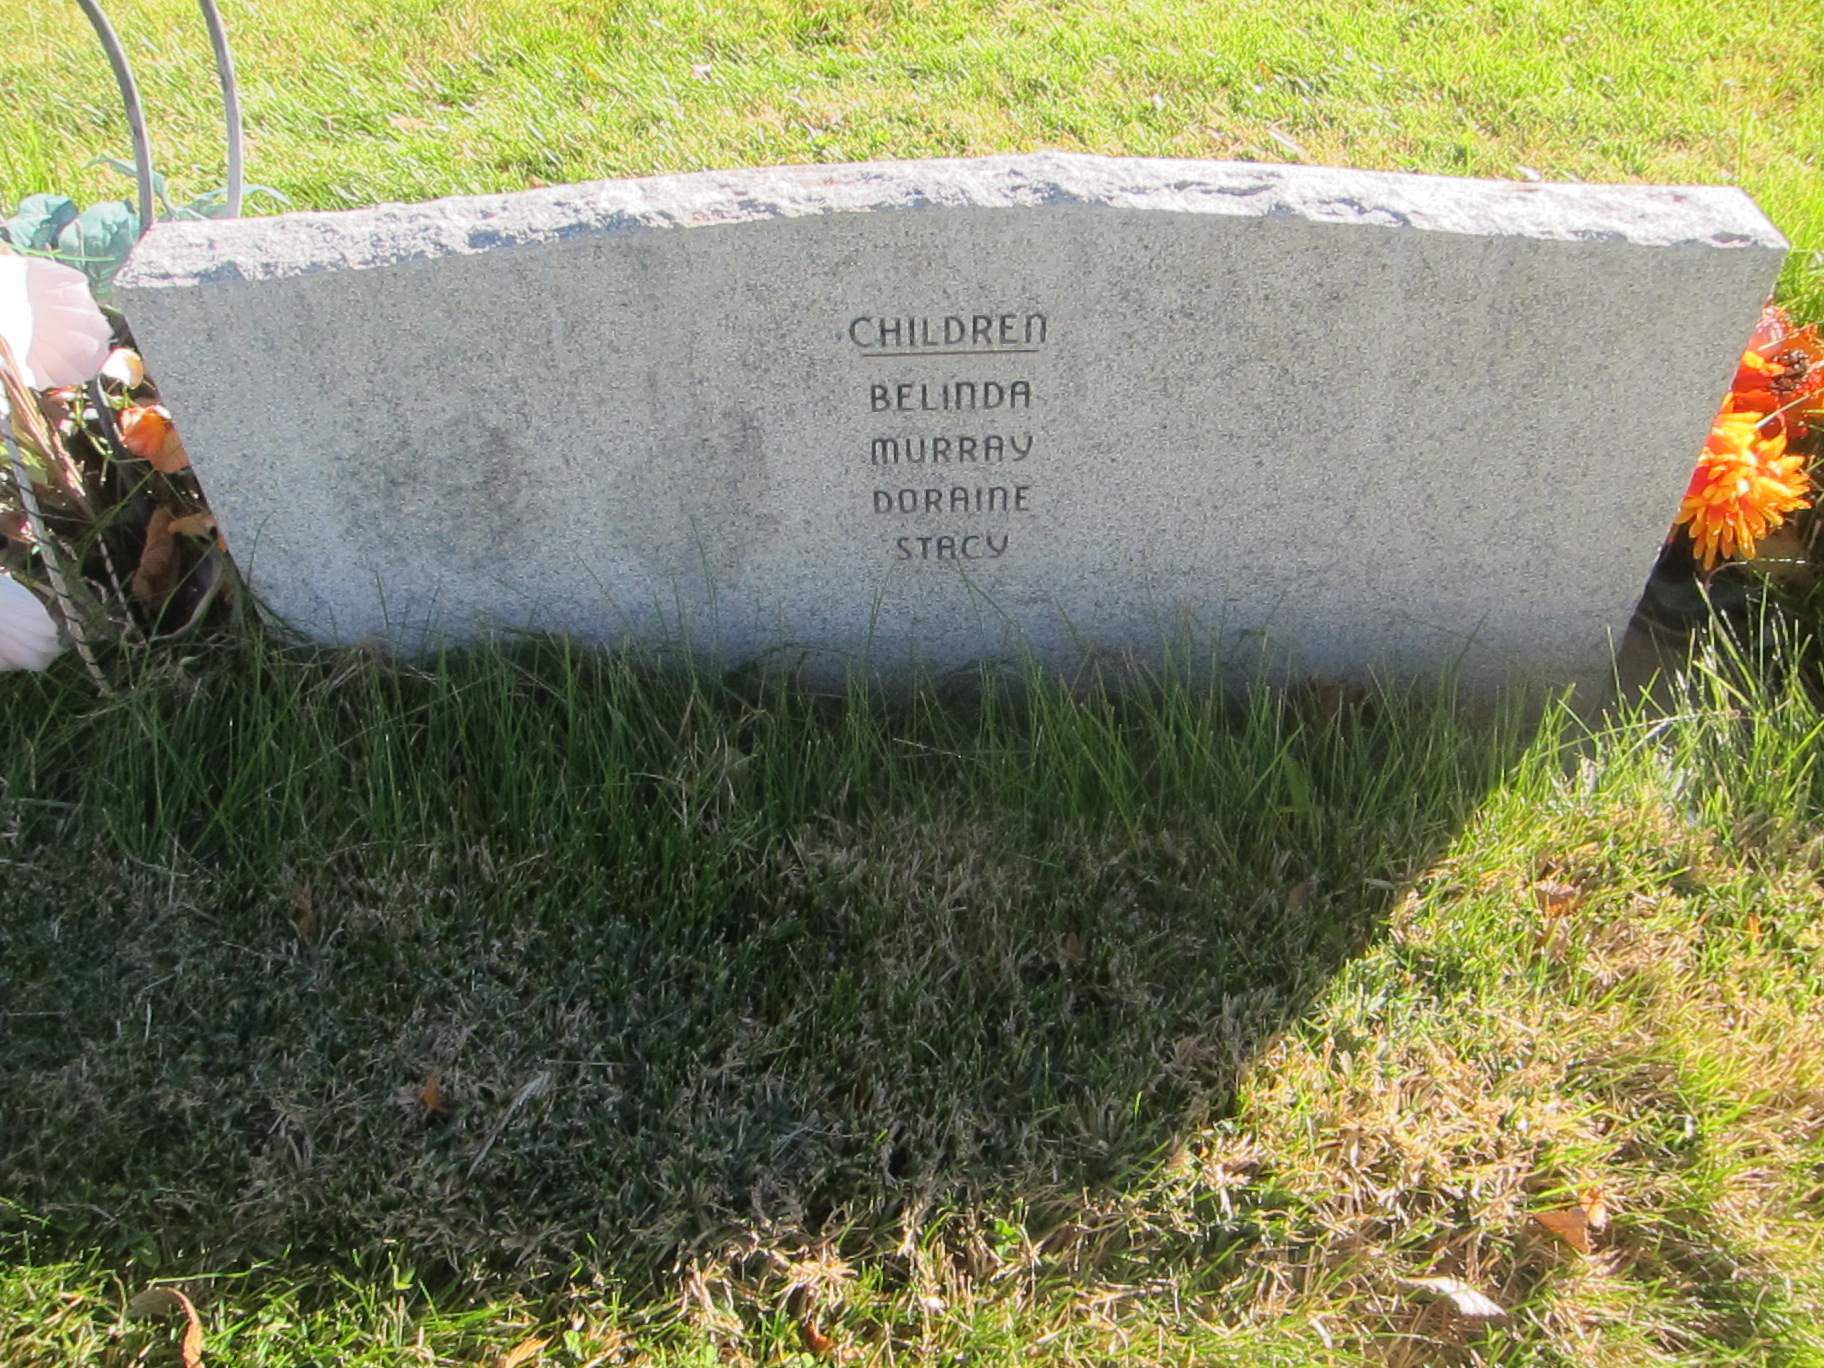 CHILDREN
BELINDA
MURRAY
DORAINE
STACY